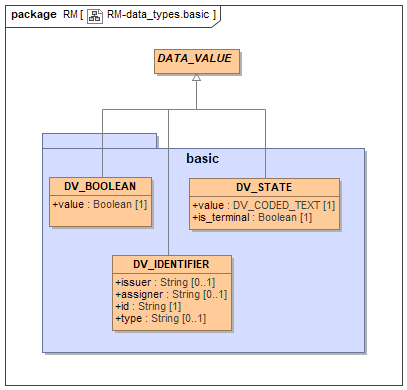 package RM [ RM-data_types.basic ]
DATA_VALUE
basic
DV_BOOLEAN
+value : Boolean [1]
DV_STATE
+value : DV_CODED_TEXT [1]
+is_terminal : Boolean [1]
DV_IDENTIFIER
+issuer : String [0..1]
+assigner : String [0..1]
+id : String [1]
+type : String [0..1]